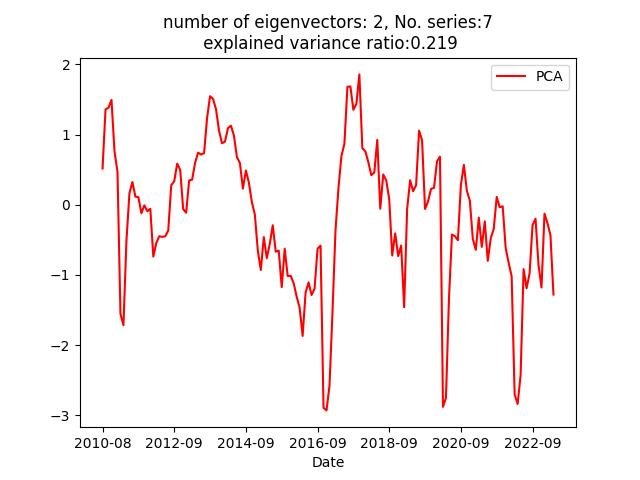 number of eigenvectors: 2, No. series:7
explained variance ratio:0.219
PCA
2
1
0
−1
−2
−3
2010-08 2012-09 2014-09 2016-09 2018-09 2020-09 2022-09
Date